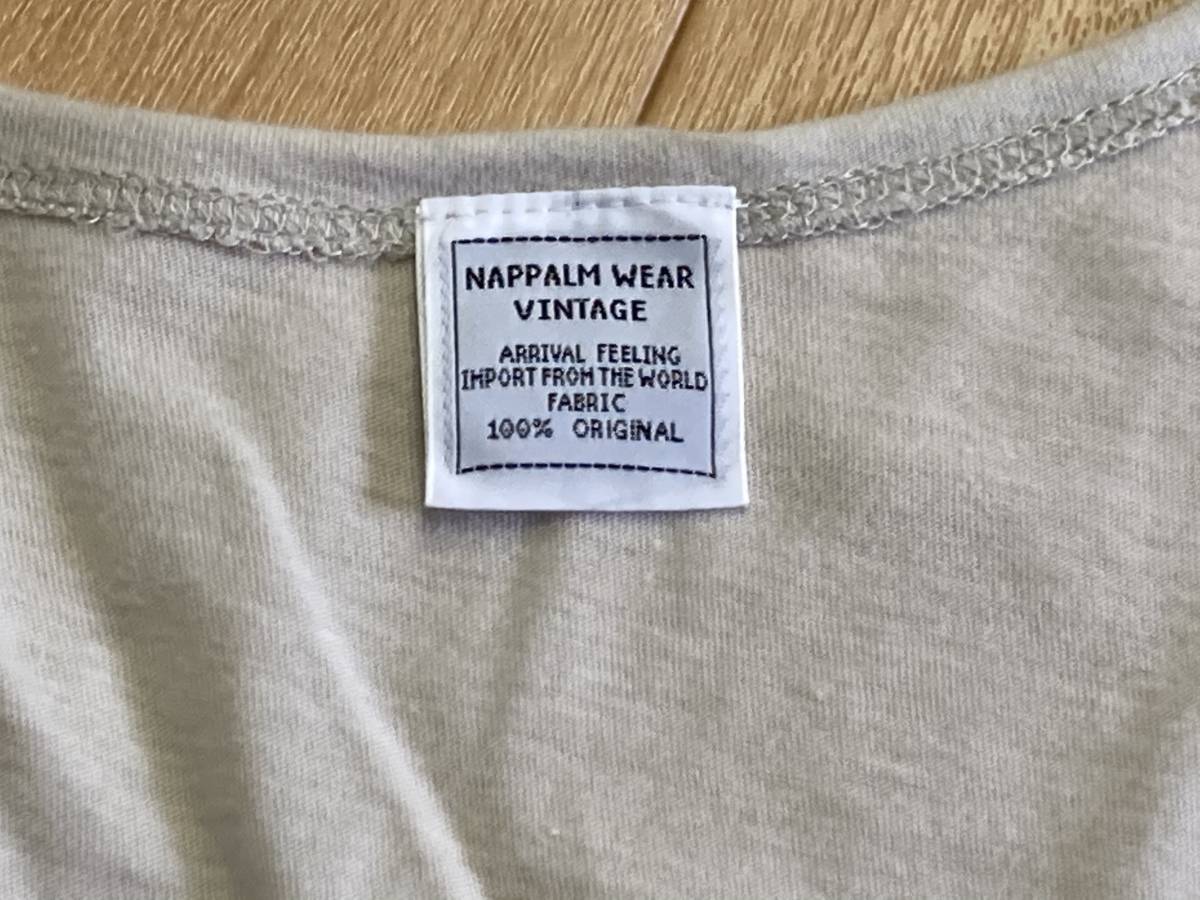 NAPPALM WEAR
VINTAGE
ARRIVAL FEELING
IMPORT FROM THE WORLD
FABRIC
100% ORIGINAL